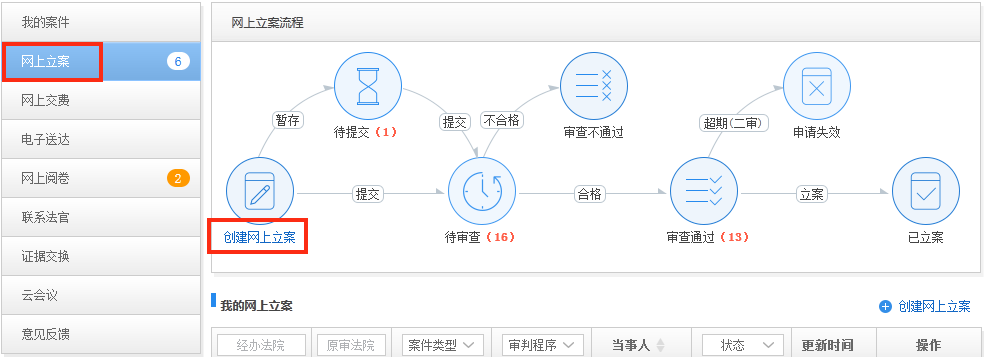 我的案件
网上立案
6
网上交费
电子送达
网上阅卷
2
联系法官
证据交换
云会议
意见反馈
网上立案流程
暂存
待提交（1）
提交
不合格
审查不通过
超期(二审)
申请失效
创建网上立案
提交
待审查（16）
合格
审查通过（13）
立案
已立案
我的网上立案
创建网上立案
经办法院
原审法院
案件类型
审判程序
当事人
状态
更新时间
操作